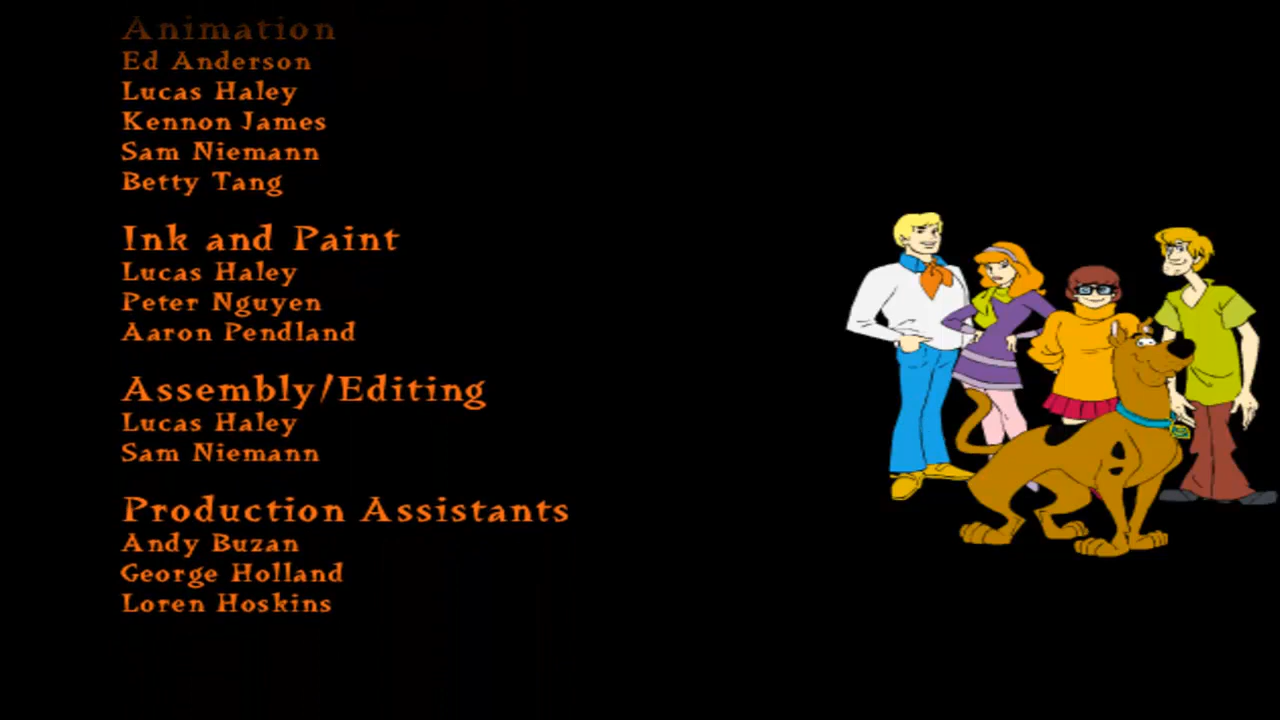 Animation
Ed Anderson
Lucas Haley
Kennon James
Sam Niemann
Betty Tang
Ink and Paint
Lucas Haley
Peter Nguyen
Aaron Pendland
Assembly/Editing
Lucas Haley
Sam Niemann
Production Assistants
Andy Buzan
George Holland
Loren Hoskins